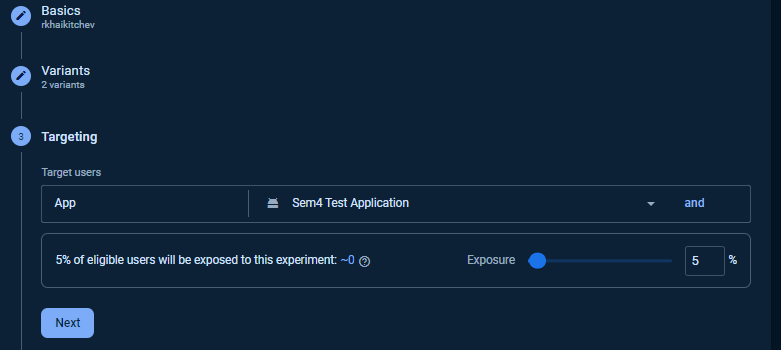 Basics
rkhaikitchev
Variants
2 variants
3 Targeting
Target users
App Sem4 Test Application and
5% of eligible users will be exposed to this experiment: ~0 Exposure 5 %
Next